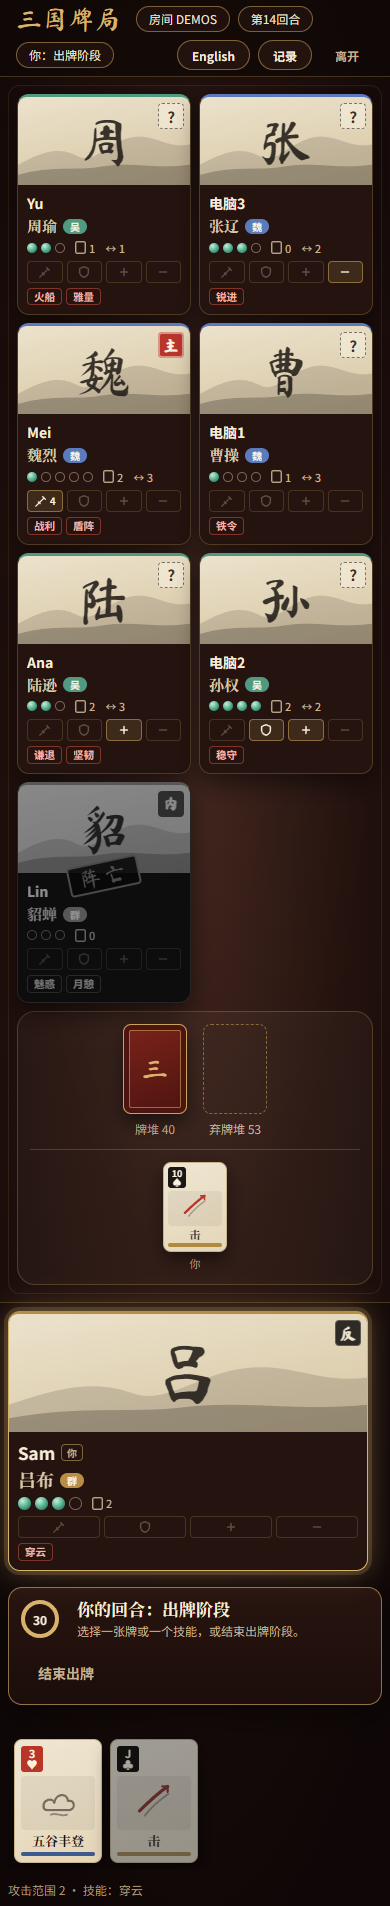 三国牌局 房间 DEMOS 第14回合
你：出牌阶段 English 记录 离开
周 ?
Yu
周瑜 吴
1 ↔1
火船 雅量
张 ?
电脑3
张辽 魏
0 ↔2
锐进
魏 主
Mei
魏烈 魏
2 ↔3
4
战利 盾阵
曹 ?
电脑1
曹操 魏
1 ↔3
铁令
陆 ?
Ana
陆逊 吴
2 ↔3
谦退 坚韧
孙 ?
电脑2
孙权 吴
2 ↔2
稳守
貂 内
阵亡
Lin
貂蝉 群
0
魅惑 月憩
三
牌堆 40 弃牌堆 53
10
击
你
吕 反
Sam 你
吕布 群
2
穿云
30 你的回合：出牌阶段
选择一张牌或一个技能，或结束出牌阶段。
结束出牌
3
五谷丰登
J
击
攻击范围 2 · 技能：穿云